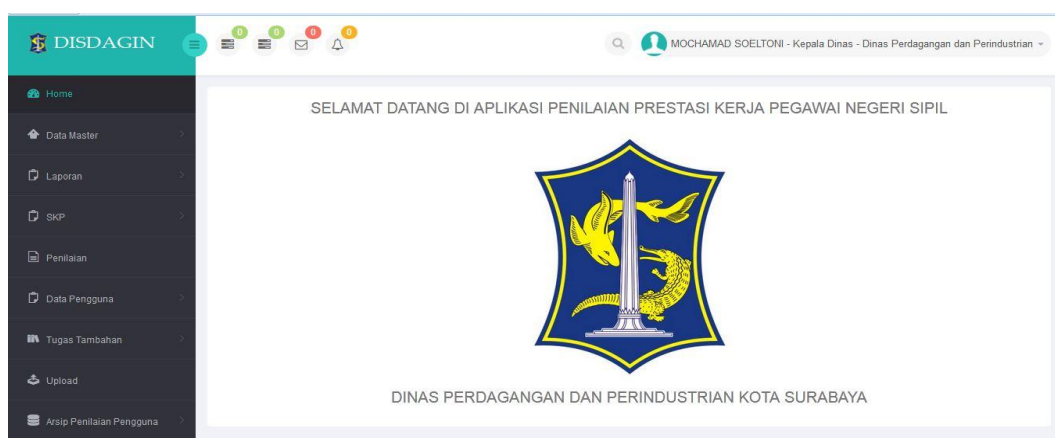 DISDAGIN
0 0 0 0
MOCHAMAD SOELTONI - Kepala Dinas - Dinas Perdagangan dan Perindustrian
Home
Data Master
Laporan
SKP
Penilaian
Data Pengguna
Tugas Tambahan
Upload
Arsip Penilaian Pengguna
SELAMAT DATANG DI APLIKASI PENILAIAN PRESTASI KERJA PEGAWAI NEGERI SIPIL
DINAS PERDAGANGAN DAN PERINDUSTRIAN KOTA SURABAYA